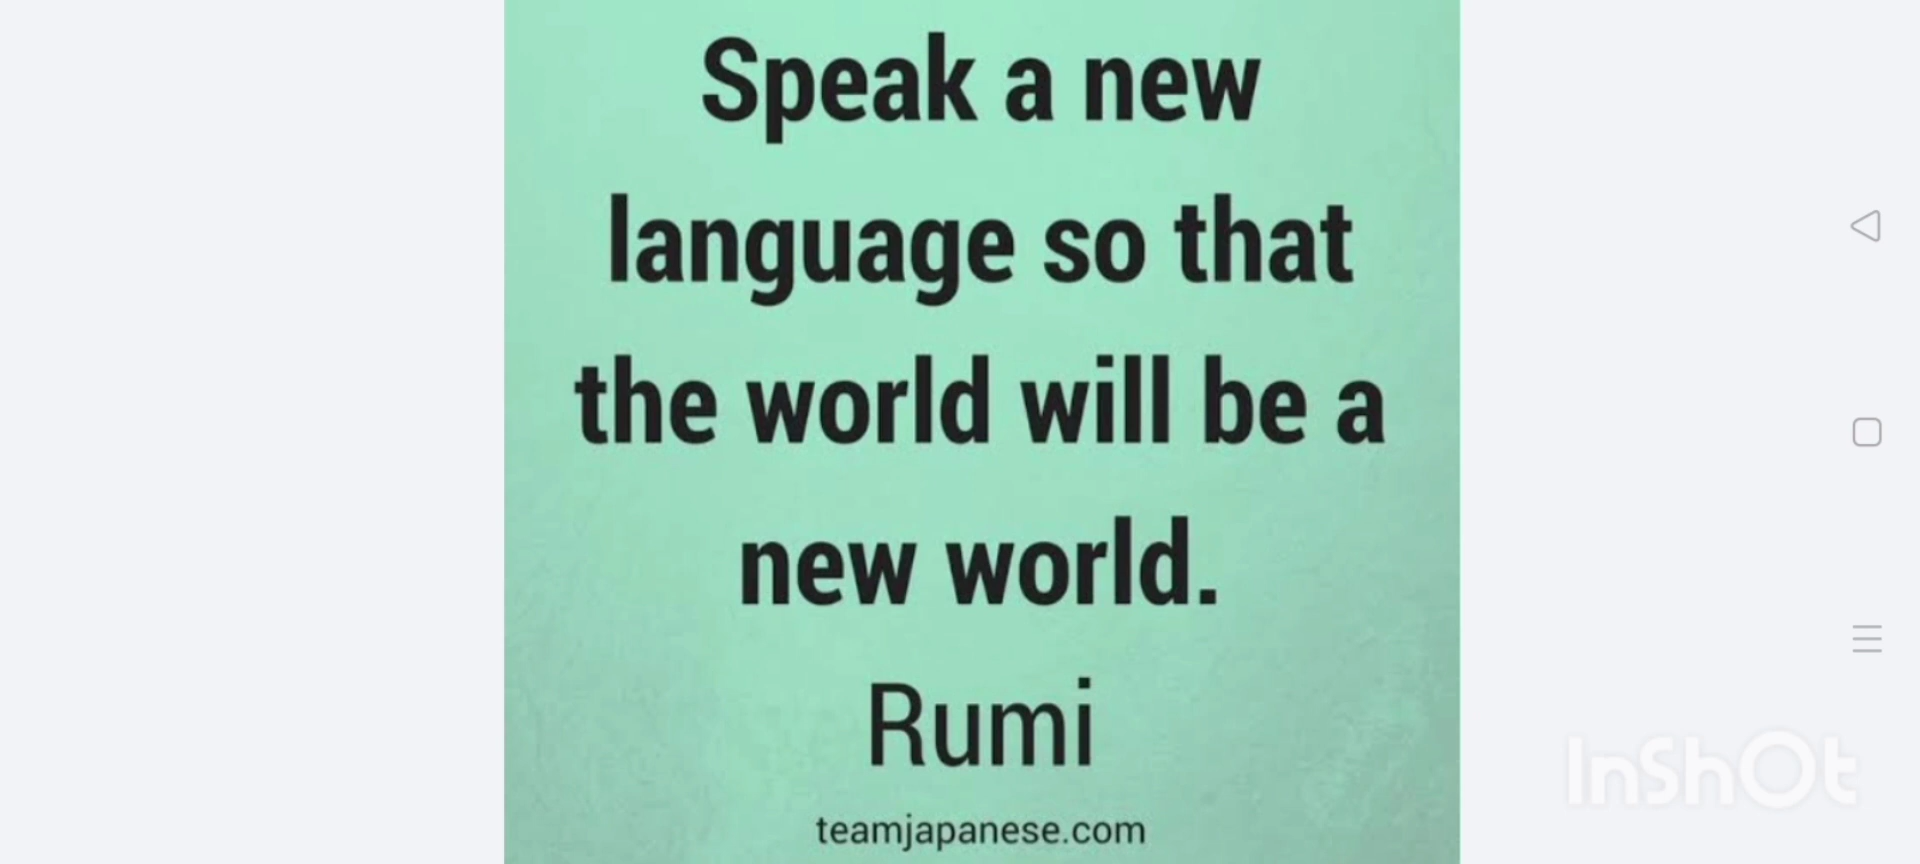 Speak a new
language so that
the world will be a
new world.
Rumi
teamjapanese.com
InShOt